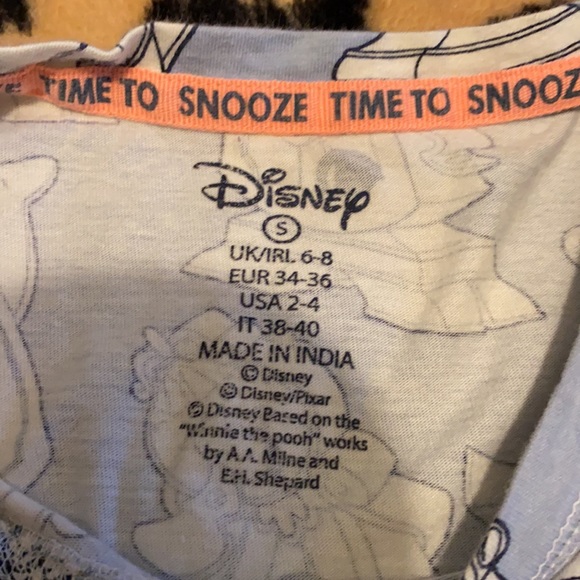 TIME TO SNOOZE TIME TO SNOOZ
Disney
S
UK/IRL 6-8
EUR 34-36
USA 2-4
IT 38-40
MADE IN INDIA
© Disney
© Disney/Pixar
© Disney Based on the
"Winnie the pooh" works
by A.A. Milne and
E.H. Shepard